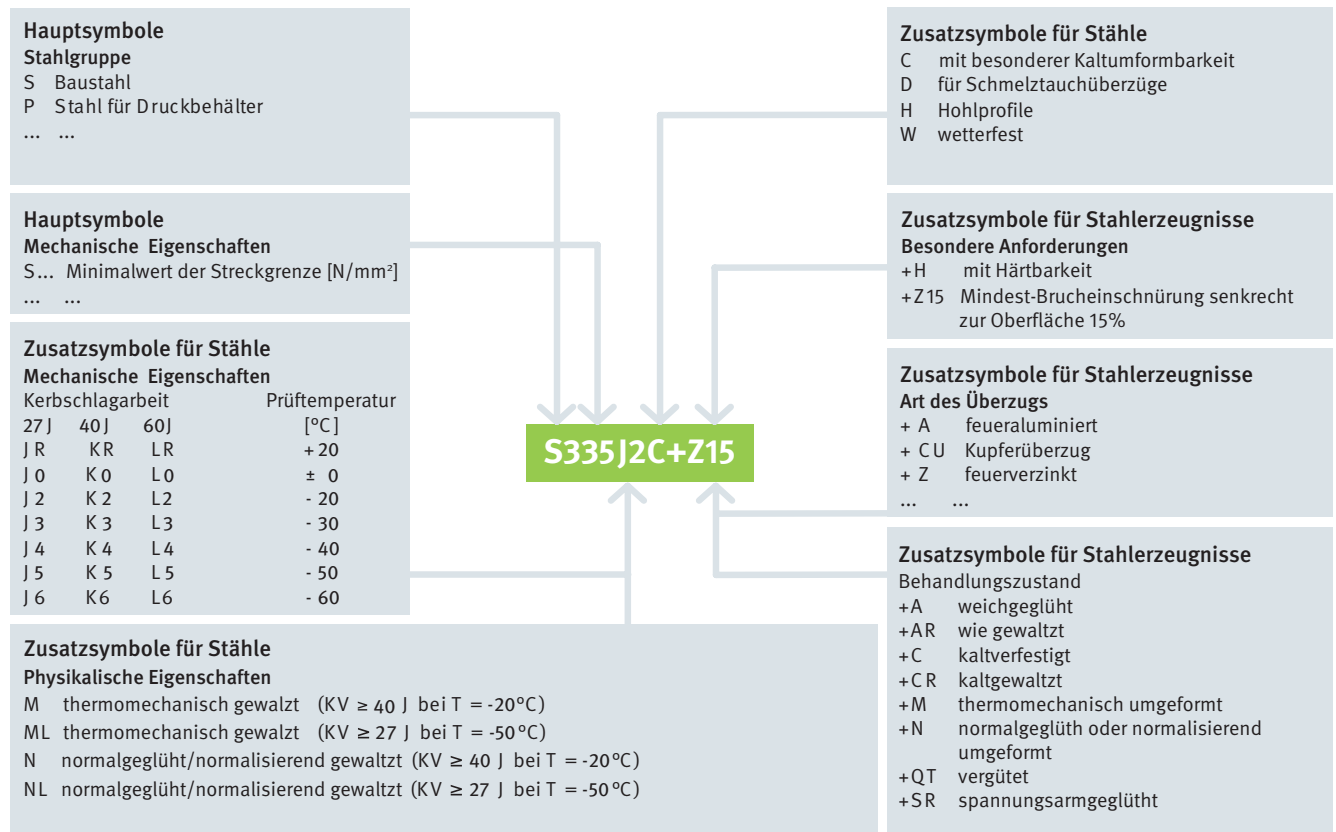 Hauptsymbole
Stahlgruppe
S Baustahl
P Stahl für Druckbehälter
... ...
Hauptsymbole
Mechanische Eigenschaften
S... Minimalwert der Streckgrenze [N/mm²]
... ...
Zusatzsymbole für Stähle
Mechanische Eigenschaften
Kerbschlagarbeit Prüftemperatur
27 J 40 J 60 J [°C]
J R K R L R + 20
J 0 K 0 L 0 ± 0
J 2 K 2 L 2 - 20
J 3 K 3 L 3 - 30
J 4 K 4 L 4 - 40
J 5 K 5 L 5 - 50
J 6 K 6 L 6 - 60
Zusatzsymbole für Stähle
Physikalische Eigenschaften
M thermomechanisch gewalzt (KV ≥ 40 J bei T = -20°C)
ML thermomechanisch gewalzt (KV ≥ 27 J bei T = -50°C)
N normalgeglüht/normalisierend gewaltzt (KV ≥ 40 J bei T = -20°C)
NL normalgeglüht/normalisierend gewaltzt (KV ≥ 27 J bei T = -50°C)
S335J2C+Z15
Zusatzsymbole für Stähle
C mit besonderer Kaltumformbarkeit
D für Schmelztauchüberzüge
H Hohlprofile
W wetterfest
Zusatzsymbole für Stahlerzeugnisse
Besondere Anforderungen
+H mit Härtbarkeit
+Z15 Mindest-Brucheinschnürung senkrecht
zur Oberfläche 15%
Zusatzsymbole für Stahlerzeugnisse
Art des Überzugs
+ A feueraluminiert
+ CU Kupferüberzug
+ Z feuerverzinkt
... ...
Zusatzsymbole für Stahlerzeugnisse
Behandlungszustand
+A weichgeglüht
+AR wie gewaltzt
+C kaltverfestigt
+CR kaltgewaltzt
+M thermomechanisch umgeformt
+N normalgeglüth oder normalisierend
umgeformt
+QT vergütet
+SR spannungsarmgeglütht